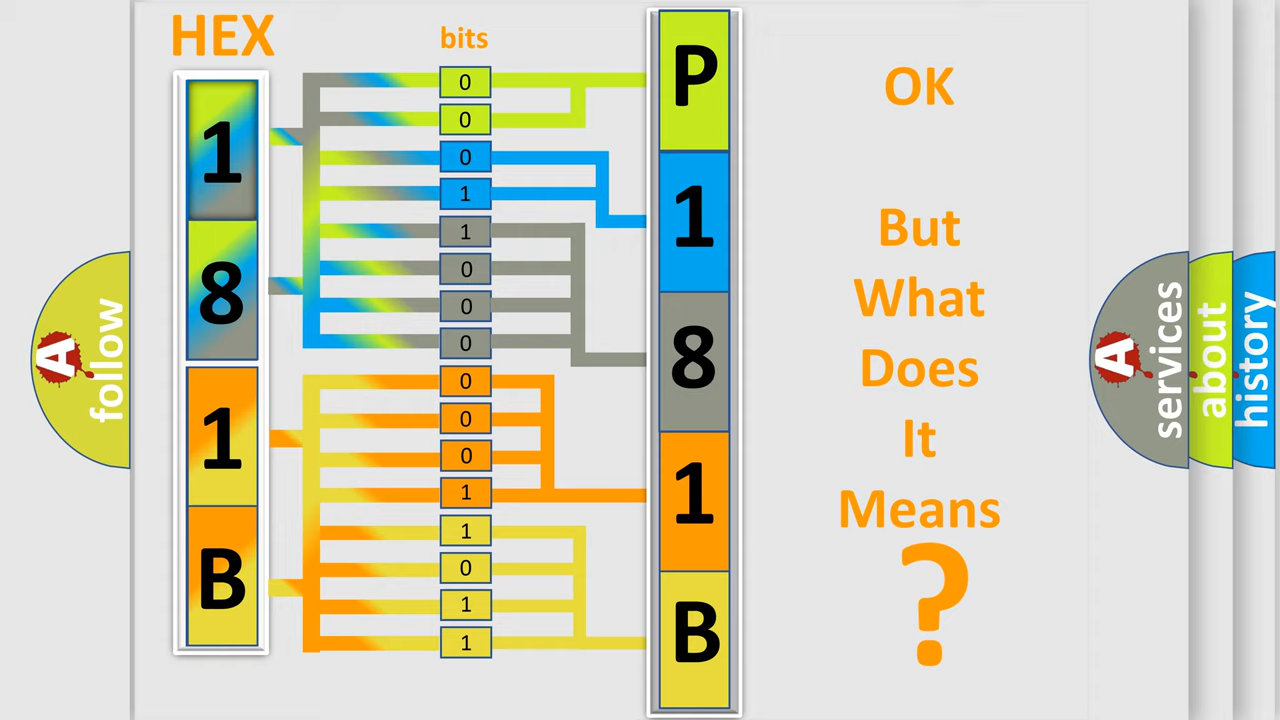 HEX
bits
1
8
1
B
0
0
0
1
1
0
0
0
0
0
0
1
1
0
1
1
P
1
8
1
B
OK
But
What
Does
It
Means
?
A
follow
A
services
about
history